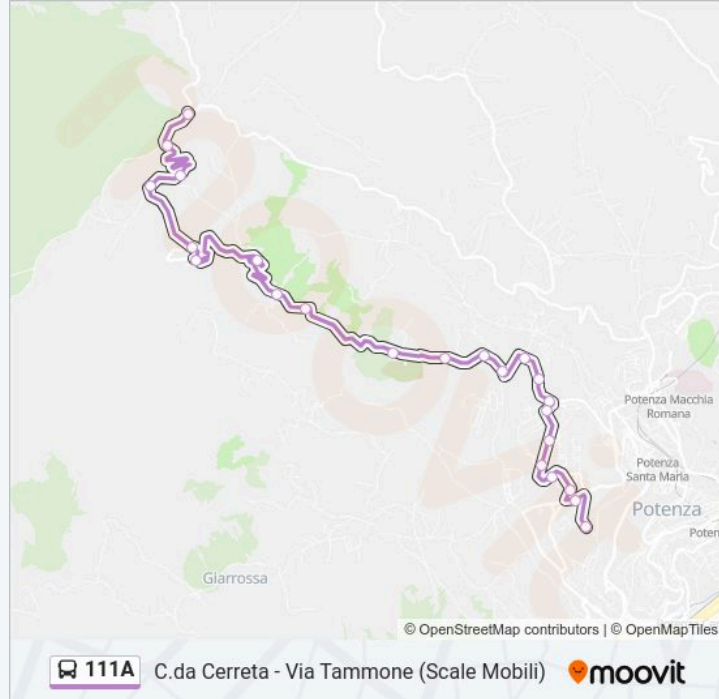 Potenza Macchia
Romana
Potenza
Santa Maria
Potenza
Poten
Giarrossa
© OpenStreetMap contributors | © OpenMapTiles
111A C.da Cerreta - Via Tammone (Scale Mobili) moovit